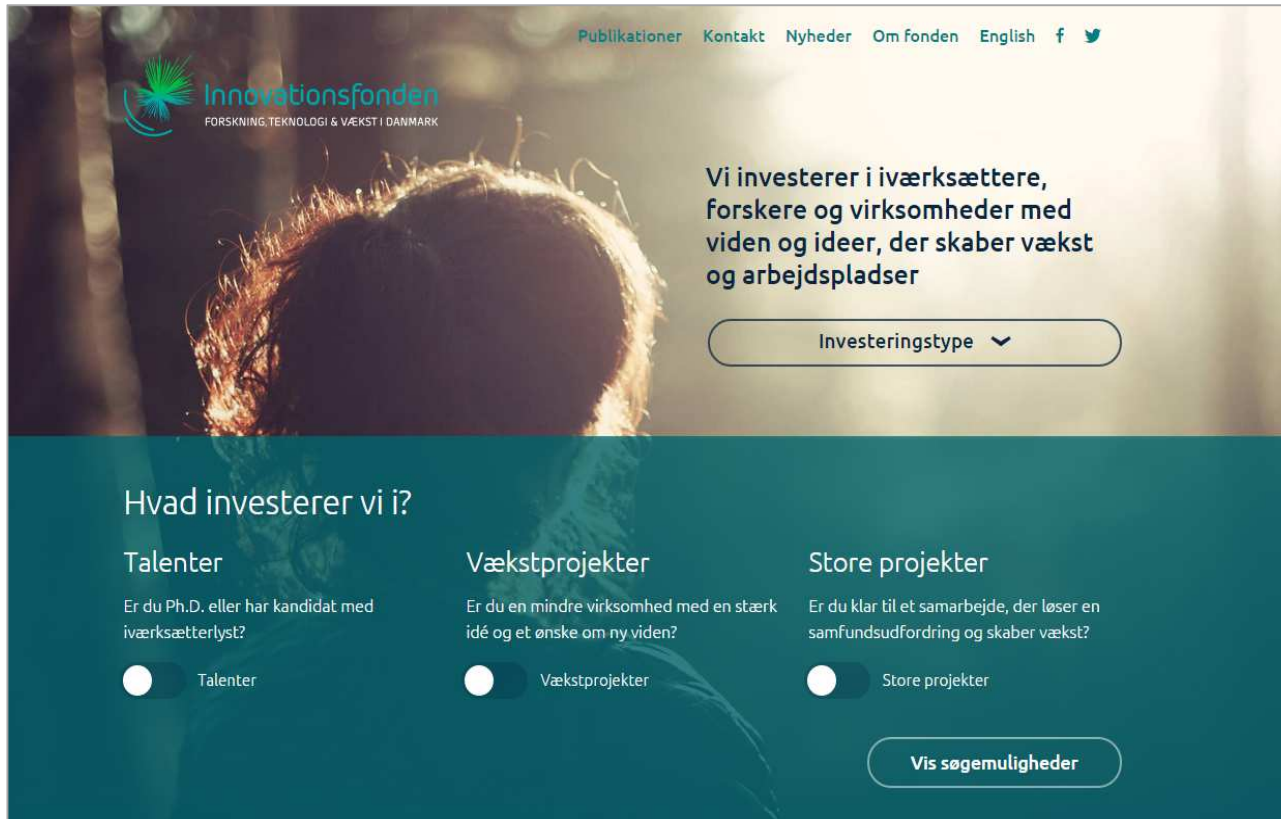 Publikationer Kontakt Nyheder Om fonden English
Innovationsfonden
FORSKNING, TEKNOLOGI & VÆKST I DANMARK
Vi investerer i iværksættere,
forskere og virksomheder med
viden og ideer, der skaber vækst
og arbejdspladser
Investeringstype
Hvad investerer vi i?
Talenter
Er du Ph.D. eller har kandidat med
iværksætterlyst?
Talenter
Vækstprojekter
Er du en mindre virksomhed med en stærk
idé og et ønske om ny viden?
Vækstprojekter
Store projekter
Er du klar til et samarbejde, der løser en
samfundsudfordring og skaber vækst?
Store projekter
Vis søgemuligheder